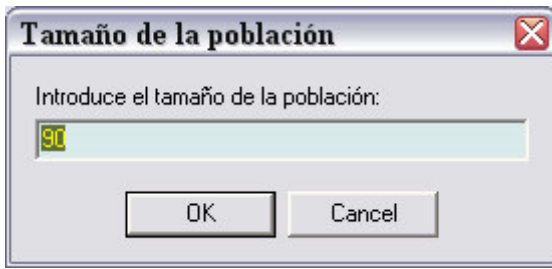 Tamaño de la población
Introduce el tamaño de la población:
90
OK Cancel